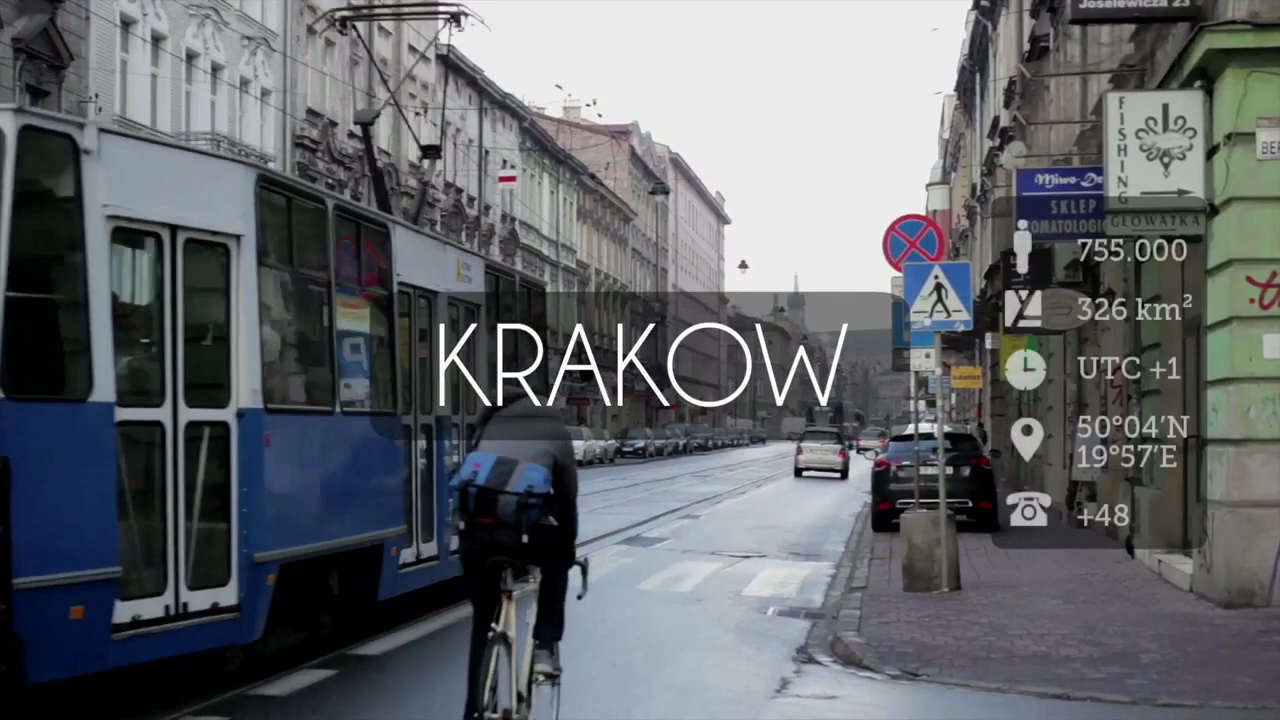 Joselewicza 23
FISHING
GŁOWATKA
Miwo-De
SKLEP
KRAKOW
755.000
326 km²
UTC +1
50°04'N
19°57'E
+48